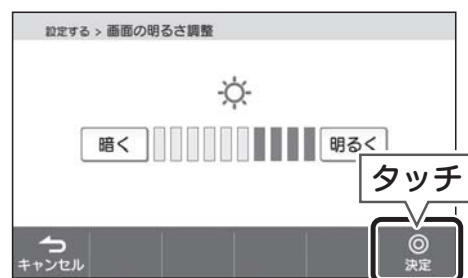 設定する > 画面の明るさ調整
暗く
明るく
タッチ
キャンセル
決定